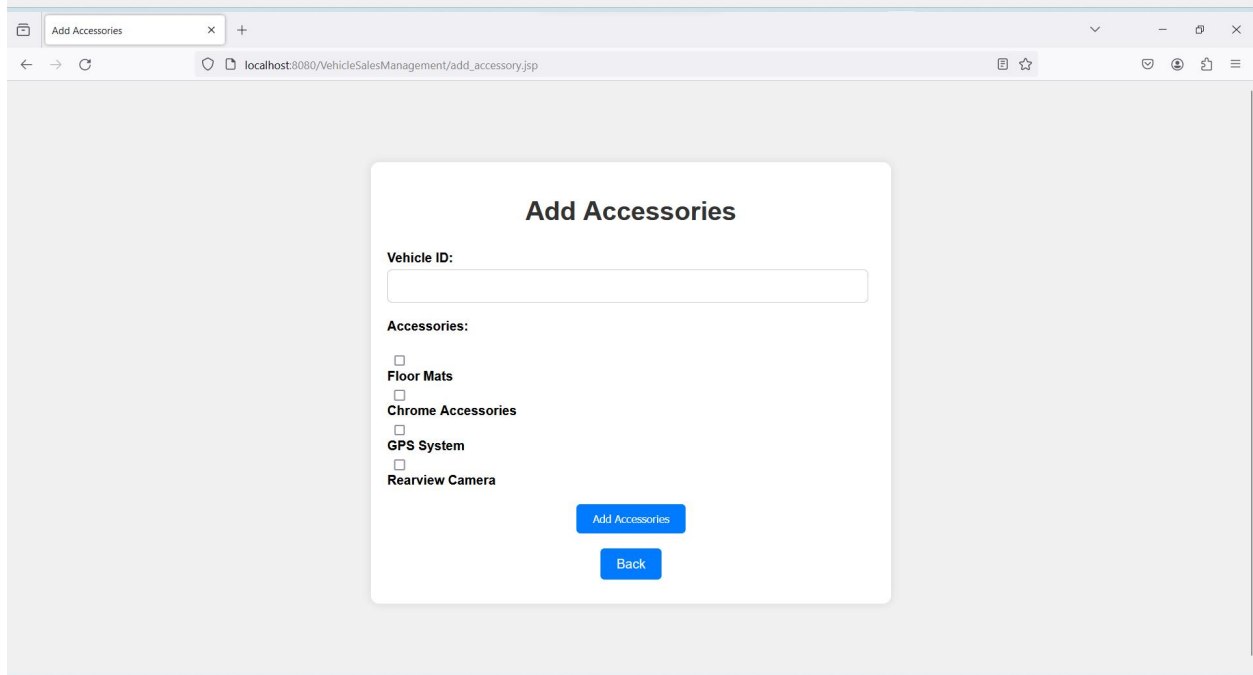 Add Accessories
localhost:8080/VehicleSalesManagement/add_accessory.jsp
Add Accessories
Vehicle ID:
Accessories:
Floor Mats
Chrome Accessories
GPS System
Rearview Camera
Add Accessories
Back